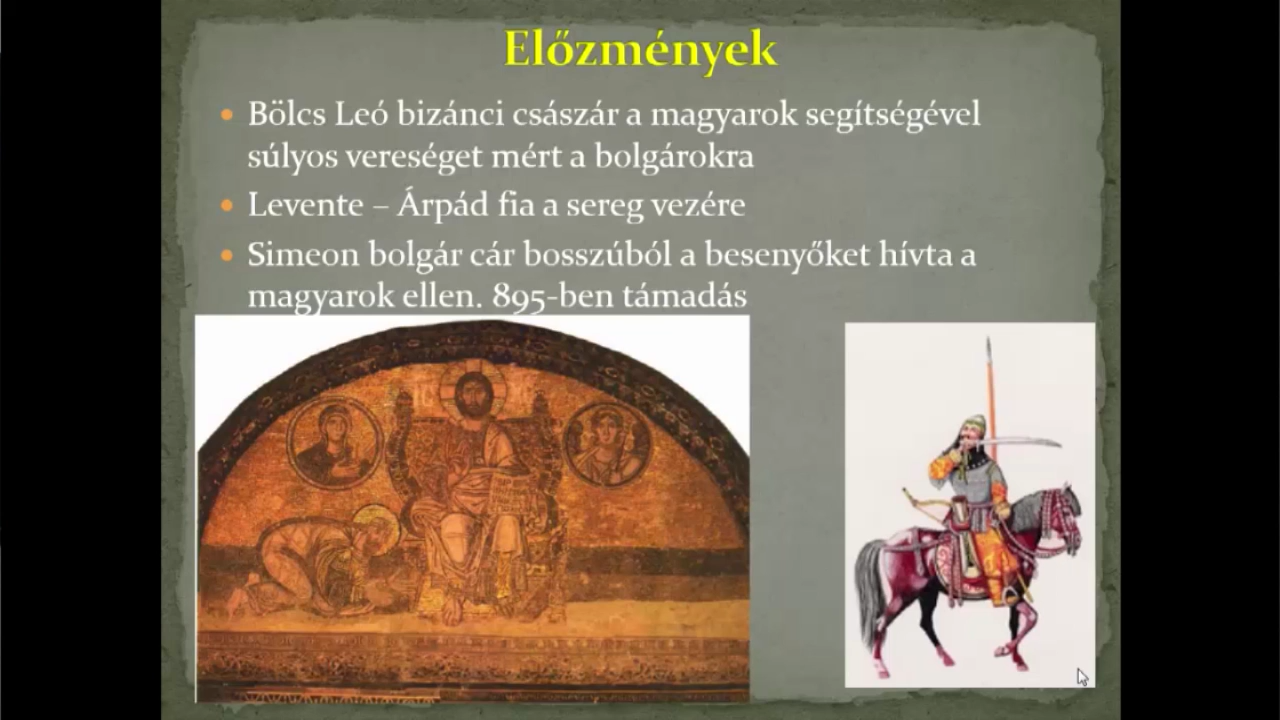 Előzmények
Bölcs Leó bizánci császár a magyarok segítségével
súlyos vereséget mért a bolgárokra
Levente – Árpád fia a sereg vezére
Simeon bolgár cár bosszúból a besenyőket hívta a
magyarok ellen. 895-ben támadás